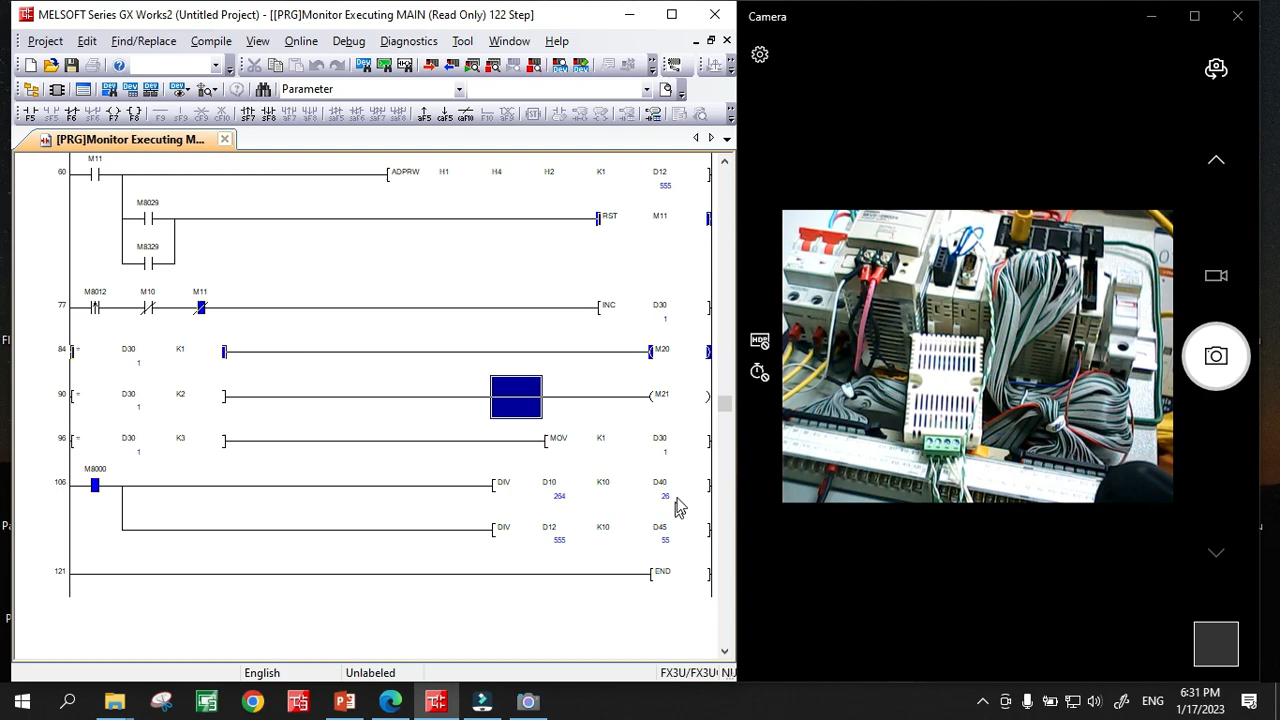 MELSOFT Series GX Works2 (Untitled Project) - [[PRG]Monitor Executing MAIN (Read Only) 122 Step]
Camera
Project Edit Find/Replace Compile View Online Debug Diagnostics Tool Window Help
Parameter
[PRG]Monitor Executing M...
M11
60 ADPRW H1 H4 H2 K1 D12
555
M8029
RST M11
M8329
M8012 M10 M11
77 INC D30
1
84 = D30 K1 M20
1
90 = D30 K2 M21
1
96 = D30 K3 MOV K1 D30
1 1
M8000
106 DIV D10 K10 D40
264 26
DIV D12 K10 D45
555 55
121 END
English Unlabeled FX3U/FX3U
ENG
6:31 PM
1/17/2023